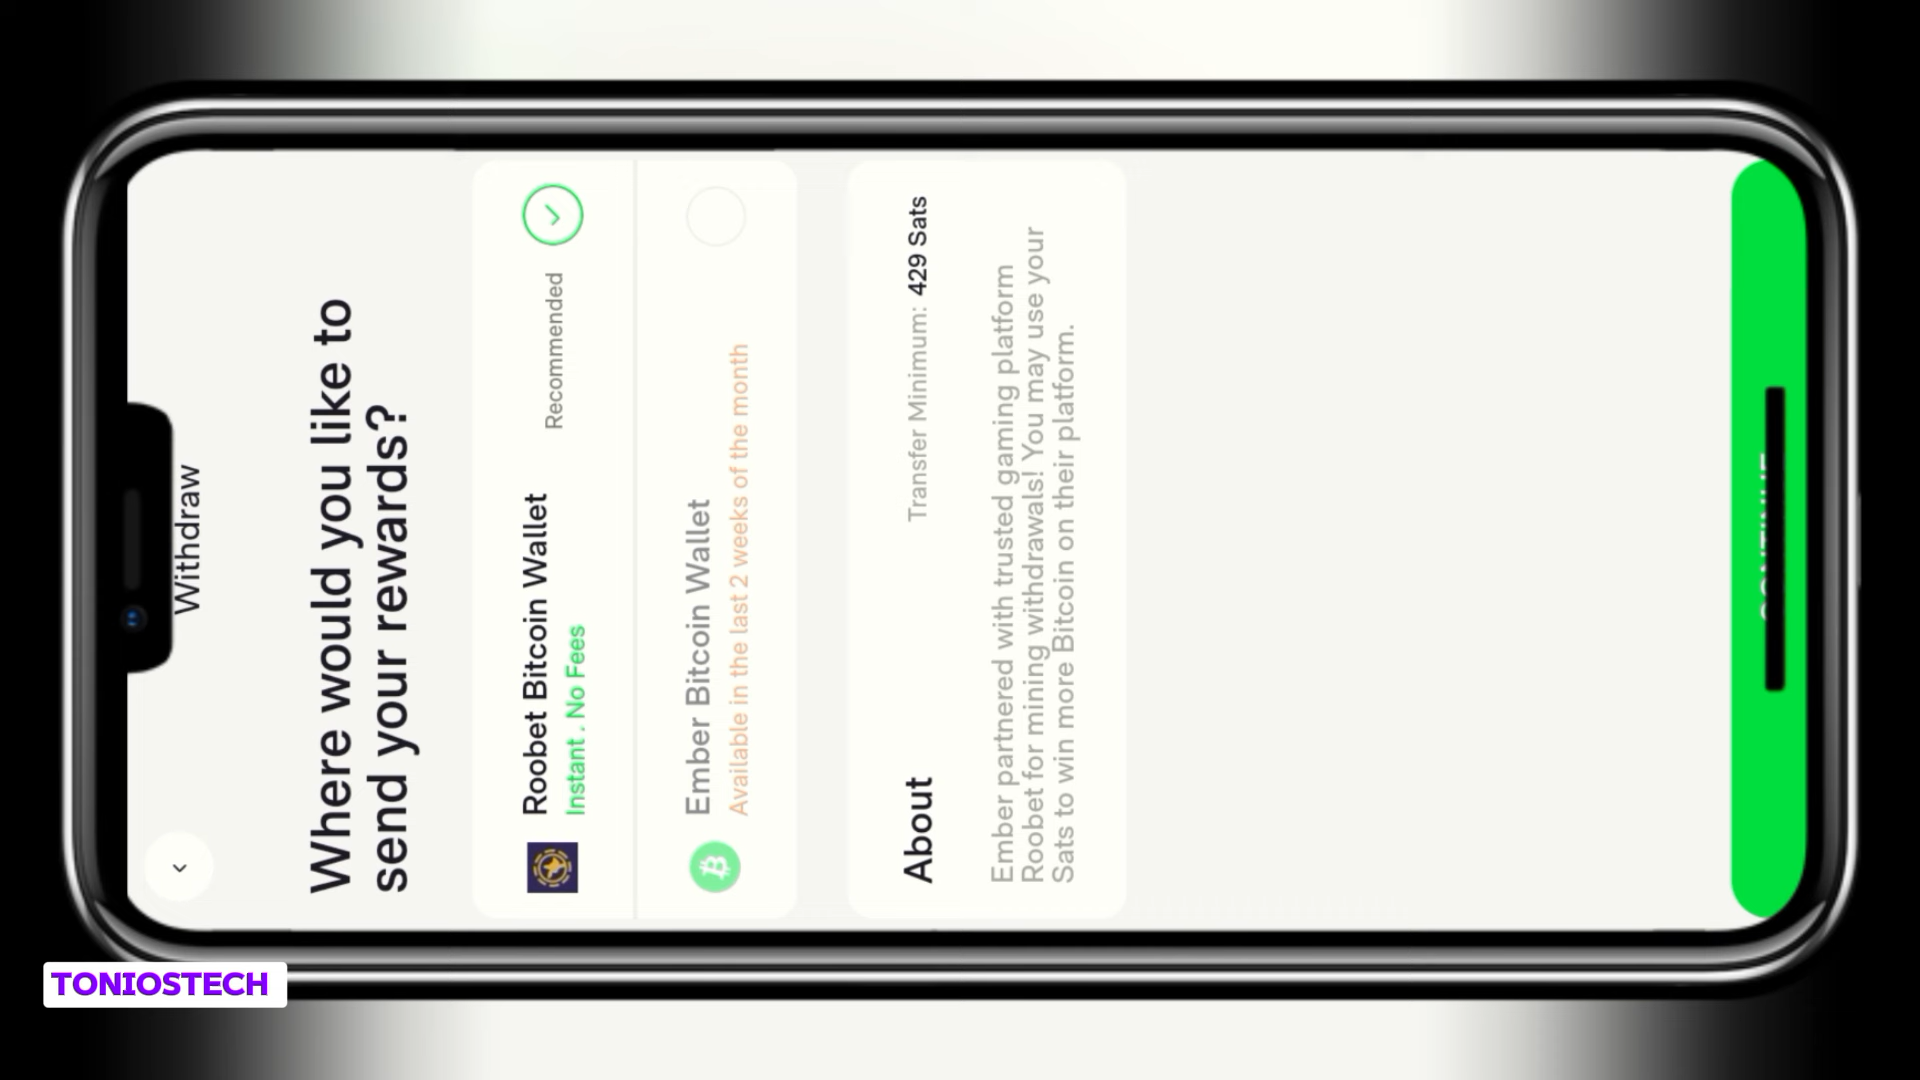 Withdraw
Where would you like to
send your rewards?
Roobet Bitcoin Wallet
Instant . No Fees
Recommended
Ember Bitcoin Wallet
Available in the last 2 weeks of the month
About
Transfer Minimum: 429 Sats
Ember partnered with trusted gaming platform
Roobet for mining withdrawals! You may use your
Sats to win more Bitcoin on their platform.
TONIOSTECH